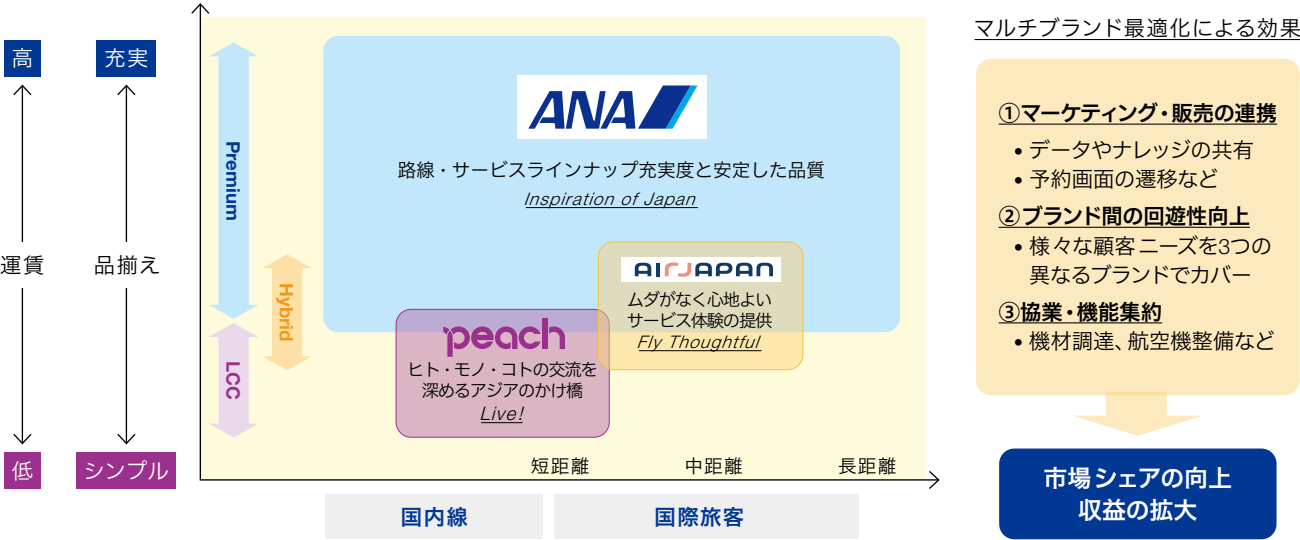 高
充実
運賃
品揃え
低
シンプル
Premium
Hybrid
LCC
ANA
路線・サービスラインナップ充実度と安定した品質
Inspiration of Japan
AIRJAPAN
ムダがなく心地よい
サービス体験の提供
Fly Thoughtful
peach
ヒト・モノ・コトの交流を
深めるアジアのかけ橋
Live!
短距離
中距離
長距離
国内線
国際旅客
マルチブランド最適化による効果
①マーケティング・販売の連携
• データやナレッジの共有
• 予約画面の遷移など
②ブランド間の回遊性向上
• 様々な顧客ニーズを3つの
異なるブランドでカバー
③協業・機能集約
• 機材調達、航空機整備など
市場シェアの向上
収益の拡大